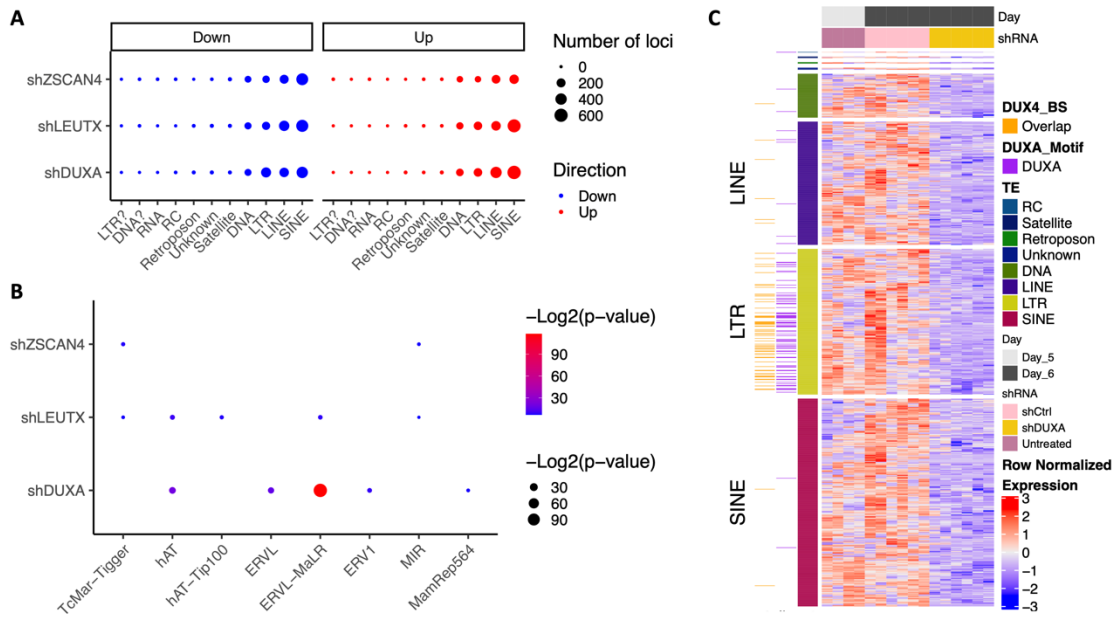 A
Down
Up
shZSCAN4
shLEUTX
shDUXA
LTR?
DNA?
RNA
RC
Retroposon
Unknown
Satellite
DNA
LTR
LINE
SINE
LTR?
DNA?
RNA
RC
Retroposon
Unknown
Satellite
DNA
LTR
LINE
SINE
Number of loci
0
200
400
600
Direction
Down
Up
B
shZSCAN4
shLEUTX
shDUXA
TcMar−Tigger
hAT
hAT−Tip100
ERVL
ERVL−MaLR
ERV1
MIR
MamRep564
−Log2(p−value)
90
60
30
−Log2(p−value)
30
60
90
C
Day
shRNA
LINE
LTR
SINE
DUX4_BS
Overlap
DUXA_Motif
DUXA
TE
RC
Satellite
Retroposon
Unknown
DNA
LINE
LTR
SINE
Day
Day_5
Day_6
shRNA
shCtrl
shDUXA
Untreated
Row Normalized
Expression
3
2
1
0
−1
−2
−3